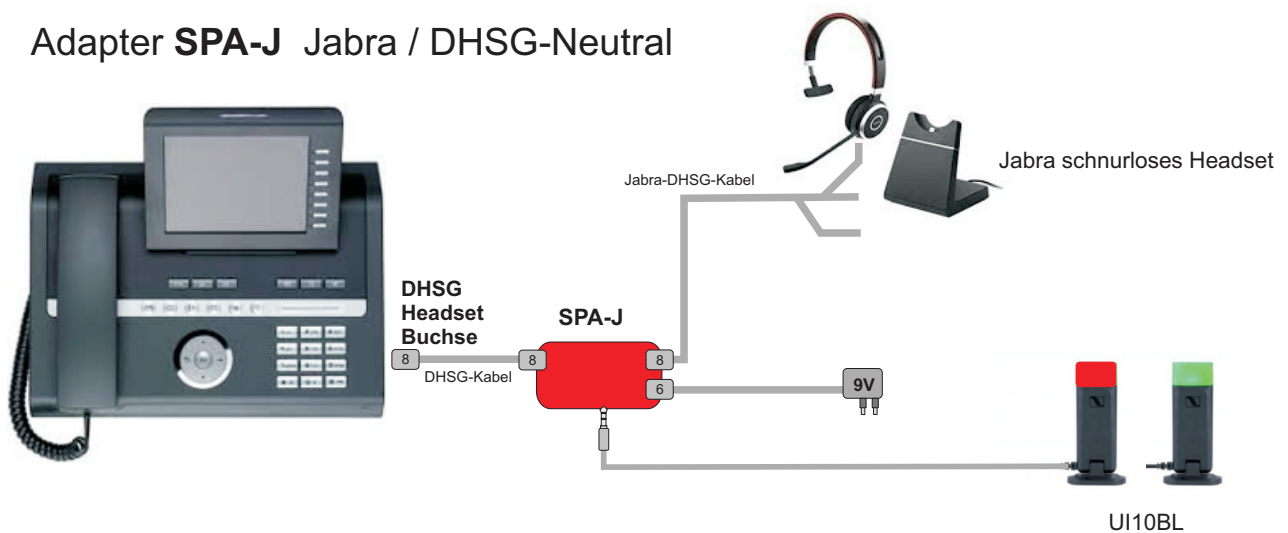 Adapter SPA-J Jabra / DHSG-Neutral
Jabra schnurloses Headset
Jabra-DHSG-Kabel
DHSG
Headset
Buchse
SPA-J
8
8
8
DHSG-Kabel
6
9V
UI10BL